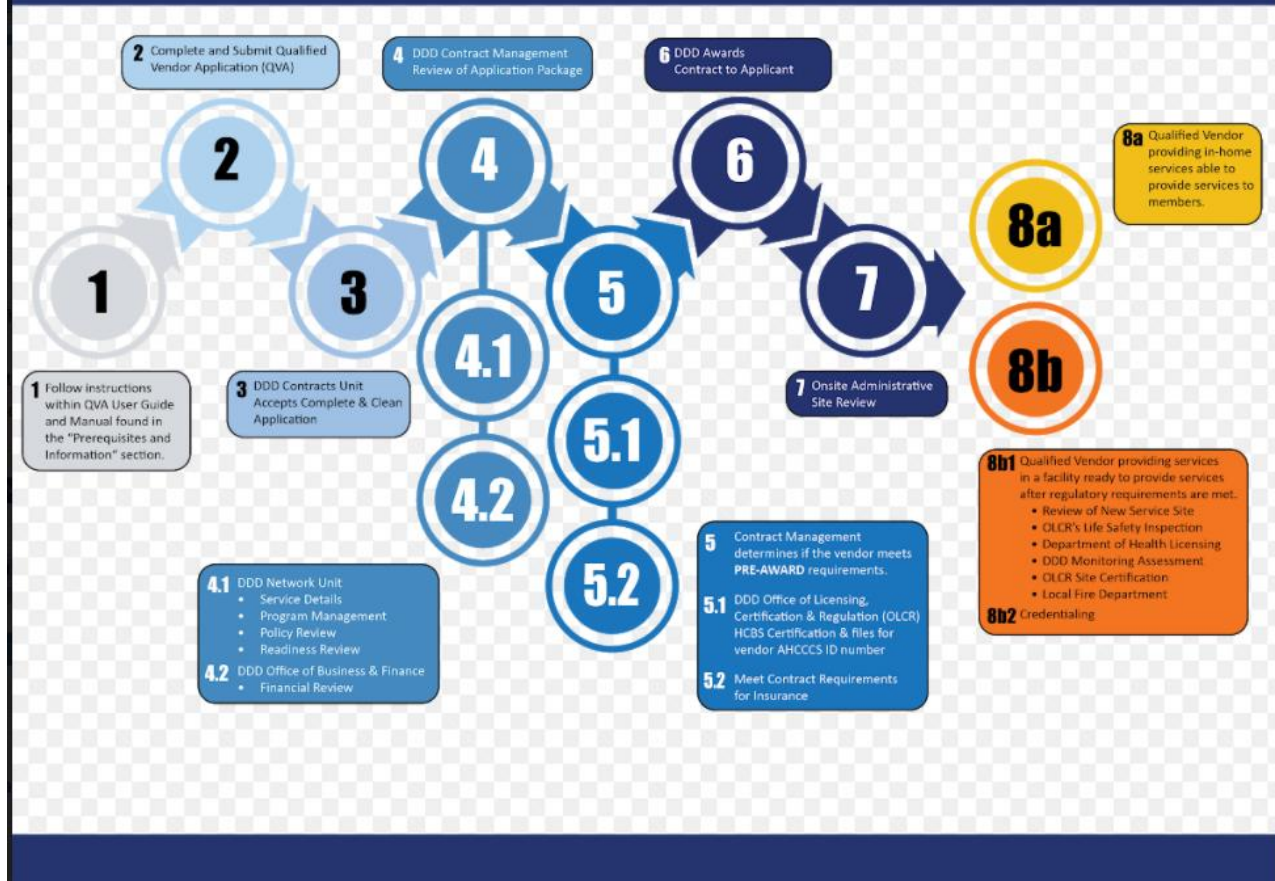 2 Complete and Submit Qualified
Vendor Application (QVA)
4 DDD Contract Management
Review of Application Package
6 DDD Awards
Contract to Applicant
8a Qualified Vendor
providing in-home
services able to
provide services to
members.
2
4
6
8a
1
3
5
7
4.1
8b
1 Follow instructions
within QVA User Guide
and Manual found in
the "Prerequisites and
Information" section.
3 DDD Contracts Unit
Accepts Complete & Clean
Application
7 Onsite Administrative
Site Review
5.1
4.2
5.2
8b1 Qualified Vendor providing services
in a facility ready to provide services
after regulatory requirements are met.
• Review of New Service Site
• OLCR's Life Safety Inspection
• Department of Health Licensing
• DDD Monitoring Assessment
• OLCR Site Certification
• Local Fire Department
8b2 Credentialing
4.1 DDD Network Unit
• Service Details
• Program Management
• Policy Review
• Readiness Review
4.2 DDD Office of Business & Finance
• Financial Review
5 Contract Management
determines if the vendor meets
PRE-AWARD requirements.
5.1 DDD Office of Licensing,
Certification & Regulation (OLCR)
HCBS Certification & files for
vendor AHCCCS ID number
5.2 Meet Contract Requirements
for Insurance